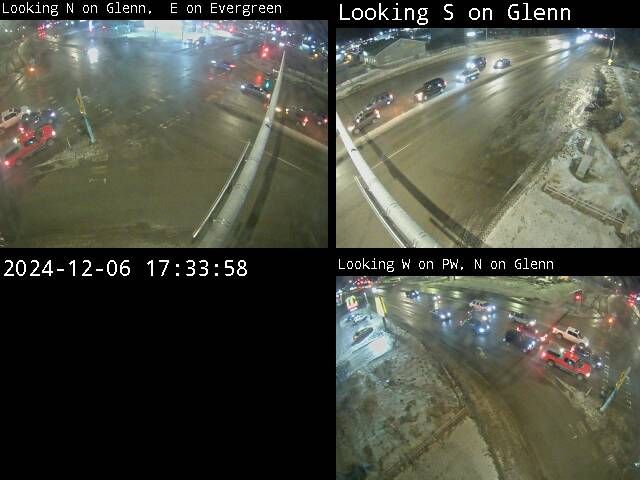 Looking N on Glenn, E on Evergreen
Looking S on Glenn
2024-12-06 17:33:58
Looking W on PW, N on Glenn